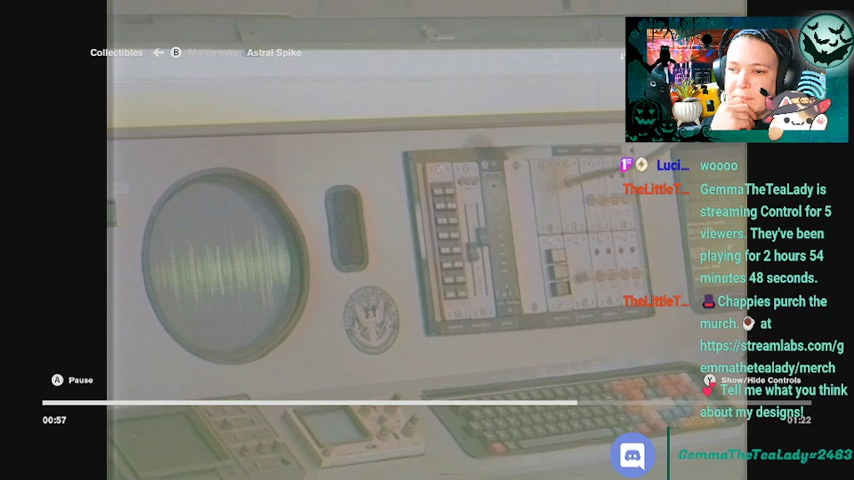 Collectibles ← B Multimedia Astral Spike
Luci... woooo
TheLittleT... GemmaTheTeaLady is
streaming Control for 5
viewers. They've been
playing for 2 hours 54
minutes 48 seconds.
TheLittleT... Chappies purch the
murch. at
https://streamlabs.com/g
emmathetealady/merch
Tell me what you think
about my designs!
A Pause
Y Show/Hide Controls
00:57
01:22
GemmaTheTeaLady#2463